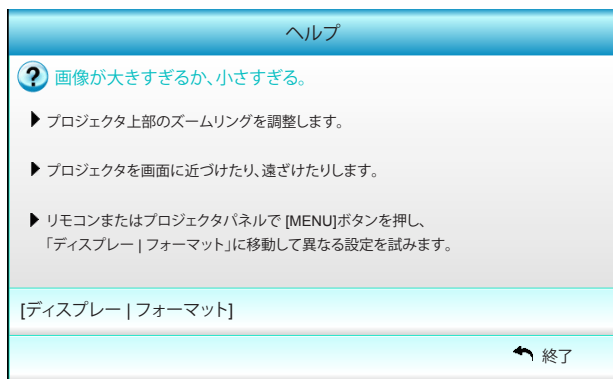 ヘルプ
画像が大きすぎるか、小さすぎる。
プロジェクタ上部のズームリングを調整します。
プロジェクタを画面に近づけたり、遠ざけたりします。
リモコンまたはプロジェクタパネルで [MENU]ボタンを押し、
「ディスプレー | フォーマット」に移動して異なる設定を試みます。
[ディスプレー | フォーマット]
終了